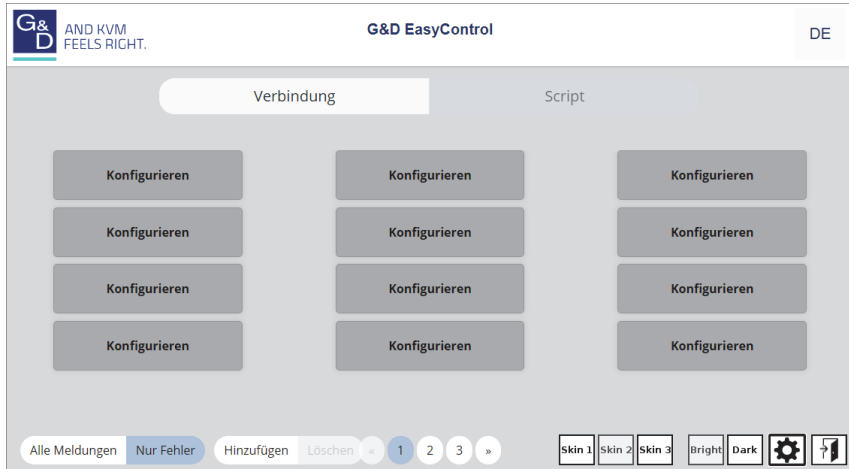 G&D
AND KVM
FEELS RIGHT.
G&D EasyControl
DE
Verbindung Script
Konfigurieren Konfigurieren Konfigurieren
Konfigurieren Konfigurieren Konfigurieren
Konfigurieren Konfigurieren Konfigurieren
Konfigurieren Konfigurieren Konfigurieren
Alle Meldungen Nur Fehler Hinzufügen Löschen « 1 2 3 » Skin 1 Skin 2 Skin 3 Bright Dark